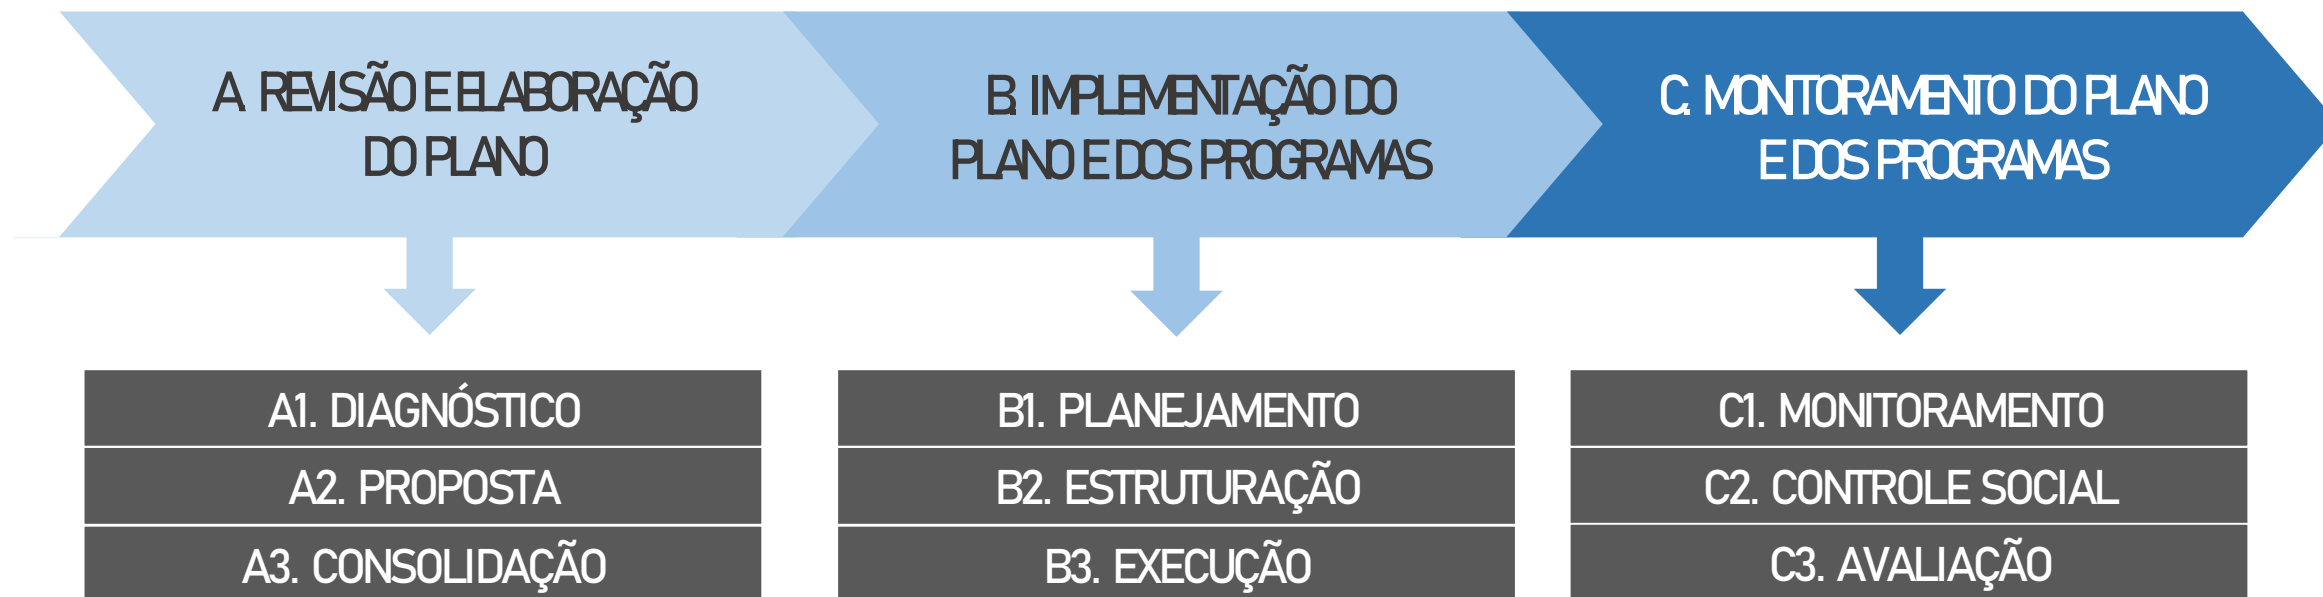 A. REVISÃO E ELABORAÇÃO
DO PLANO
B. IMPLEMENTAÇÃO DO
PLANO E DOS PROGRAMAS
C. MONITORAMENTO DO PLANO
E DOS PROGRAMAS
A1. DIAGNÓSTICO
A2. PROPOSTA
A3. CONSOLIDAÇÃO
B1. PLANEJAMENTO
B2. ESTRUTURAÇÃO
B3. EXECUÇÃO
C1. MONITORAMENTO
C2. CONTROLE SOCIAL
C3. AVALIAÇÃO